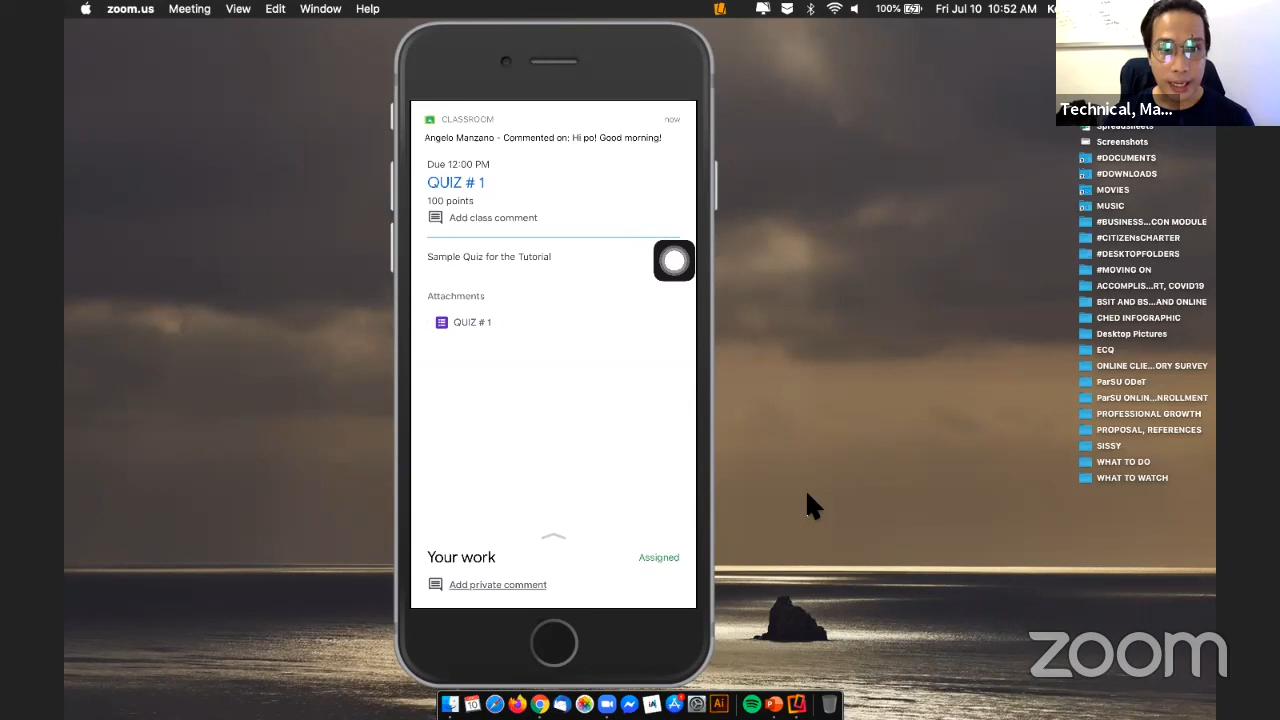 zoom.us Meeting View Edit Window Help
100% Fri Jul 10 10:52 AM
Technical, Ma...
CLASSROOM now
Angelo Manzano - Commented on: Hi po! Good morning!
Due 12:00 PM
QUIZ # 1
100 points
Add class comment
Sample Quiz for the Tutorial
Attachments
QUIZ # 1
Your work Assigned
Add private comment
Spreadsheets
Screenshots
#DOCUMENTS
#DOWNLOADS
MOVIES
MUSIC
#BUSINESS...CON MODULE
#CITIZENsCHARTER
#DESKTOPFOLDERS
#MOVING ON
ACCOMPLIS...RT, COVID19
BSIT AND BS...AND ONLINE
CHED INFOGRAPHIC
Desktop Pictures
ECQ
ONLINE CLIE...ORY SURVEY
ParSU ODeT
ParSU ONLIN...NROLLMENT
PROFESSIONAL GROWTH
PROPOSAL, REFERENCES
SISSY
WHAT TO DO
WHAT TO WATCH
zoom